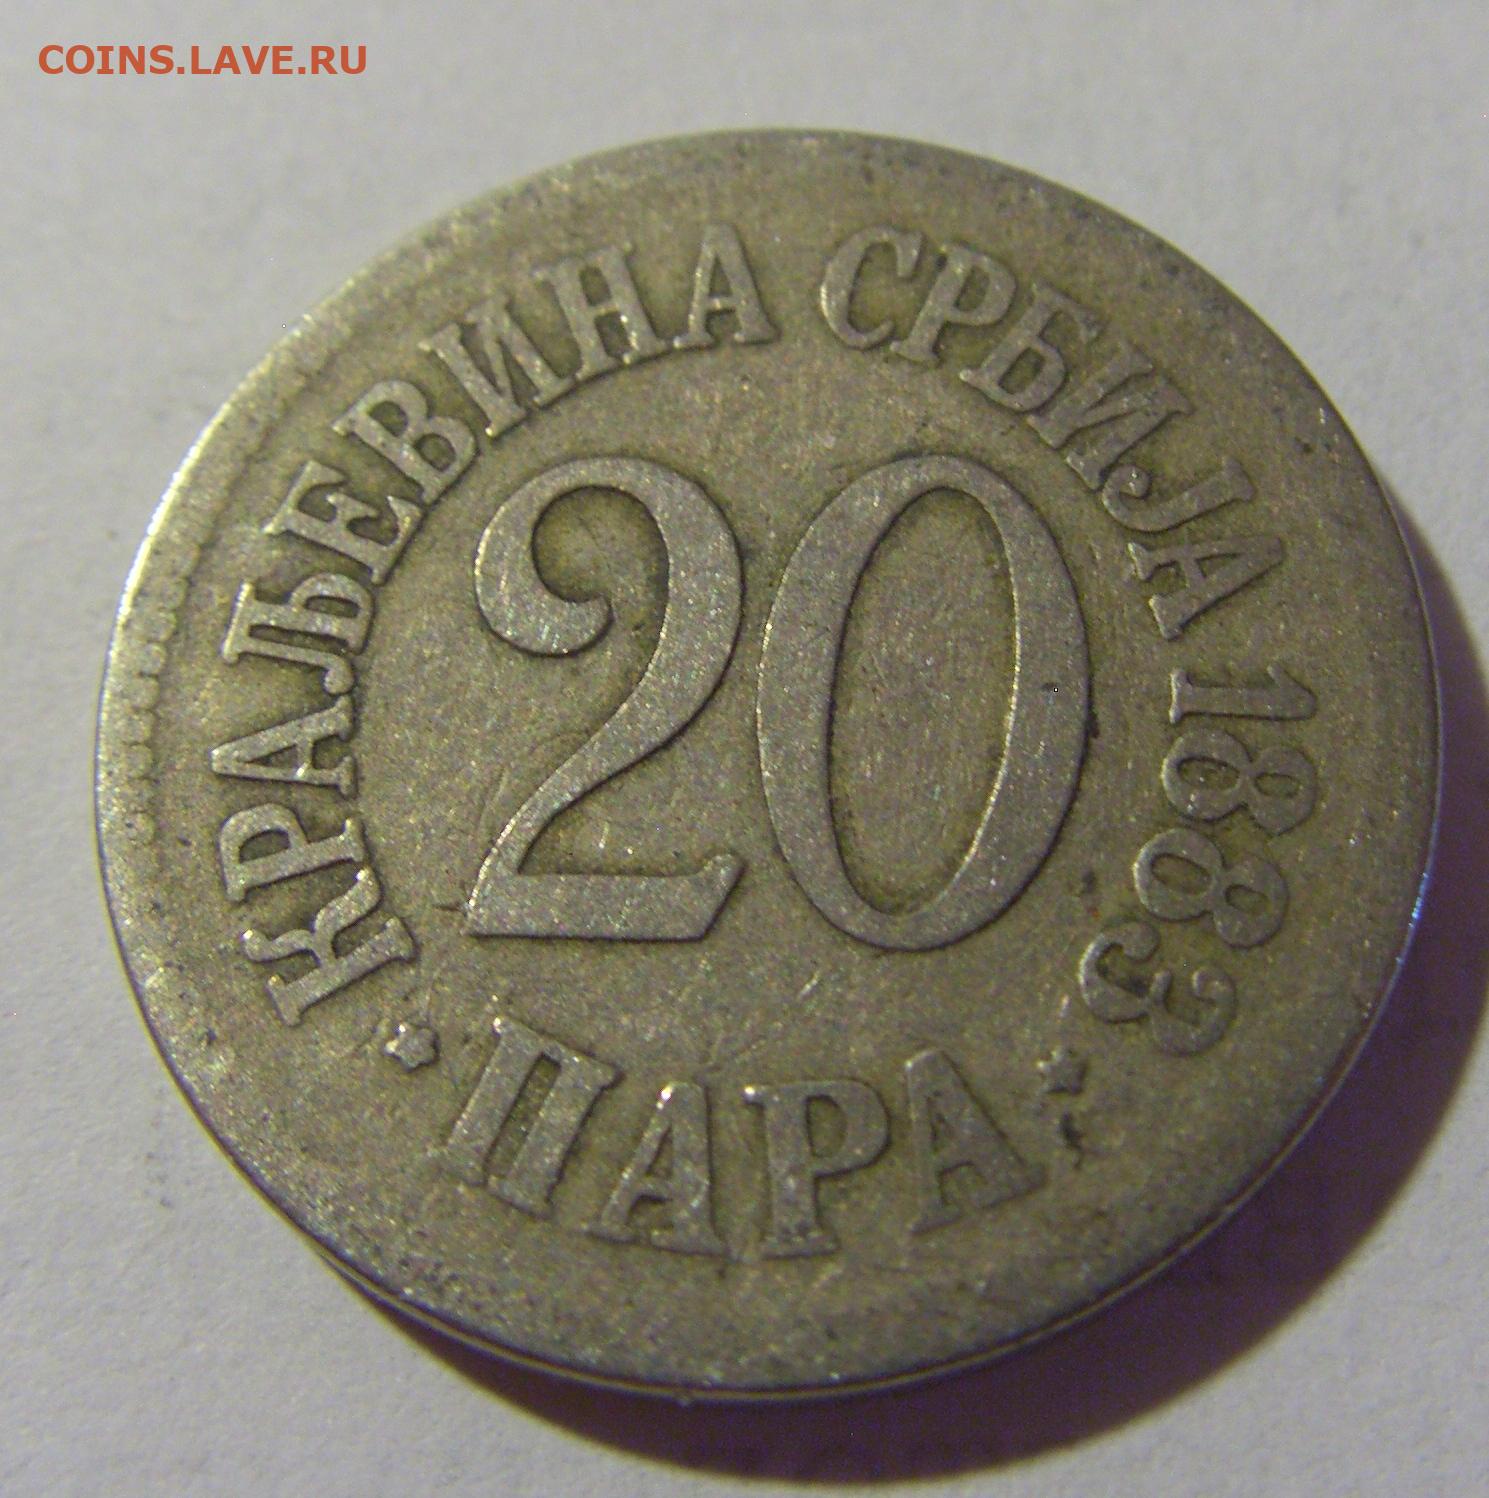 COINS.LAVE.RU
КРАЉЕВИНА СРБИЈА 1883
20
ПАРА